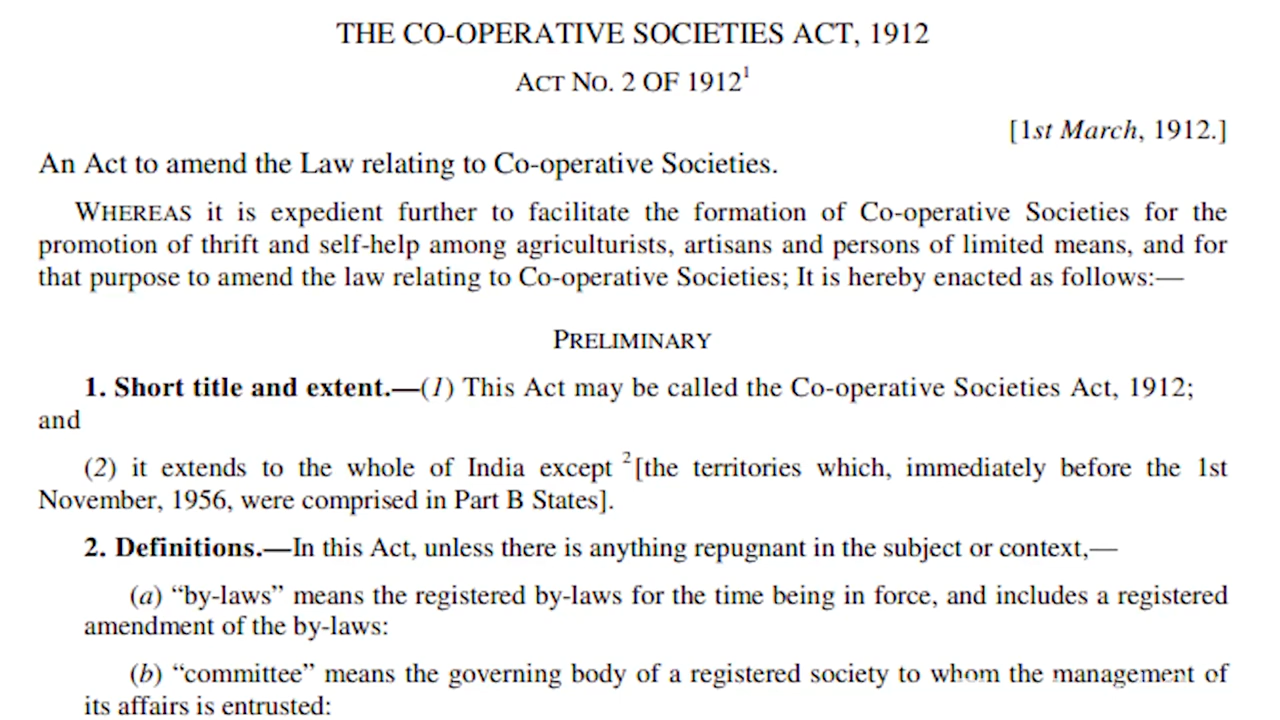 THE CO-OPERATIVE SOCIETIES ACT, 1912
ACT NO. 2 OF 1912¹
[1st March, 1912.]
An Act to amend the Law relating to Co-operative Societies.
WHEREAS it is expedient further to facilitate the formation of Co-operative Societies for the
promotion of thrift and self-help among agriculturists, artisans and persons of limited means, and for
that purpose to amend the law relating to Co-operative Societies; It is hereby enacted as follows:—
PRELIMINARY
1. Short title and extent.—(1) This Act may be called the Co-operative Societies Act, 1912;
and
(2) it extends to the whole of India except ²[the territories which, immediately before the 1st
November, 1956, were comprised in Part B States].
2. Definitions.—In this Act, unless there is anything repugnant in the subject or context,—
(a) “by-laws” means the registered by-laws for the time being in force, and includes a registered
amendment of the by-laws:
(b) “committee” means the governing body of a registered society to whom the management of
its affairs is entrusted: